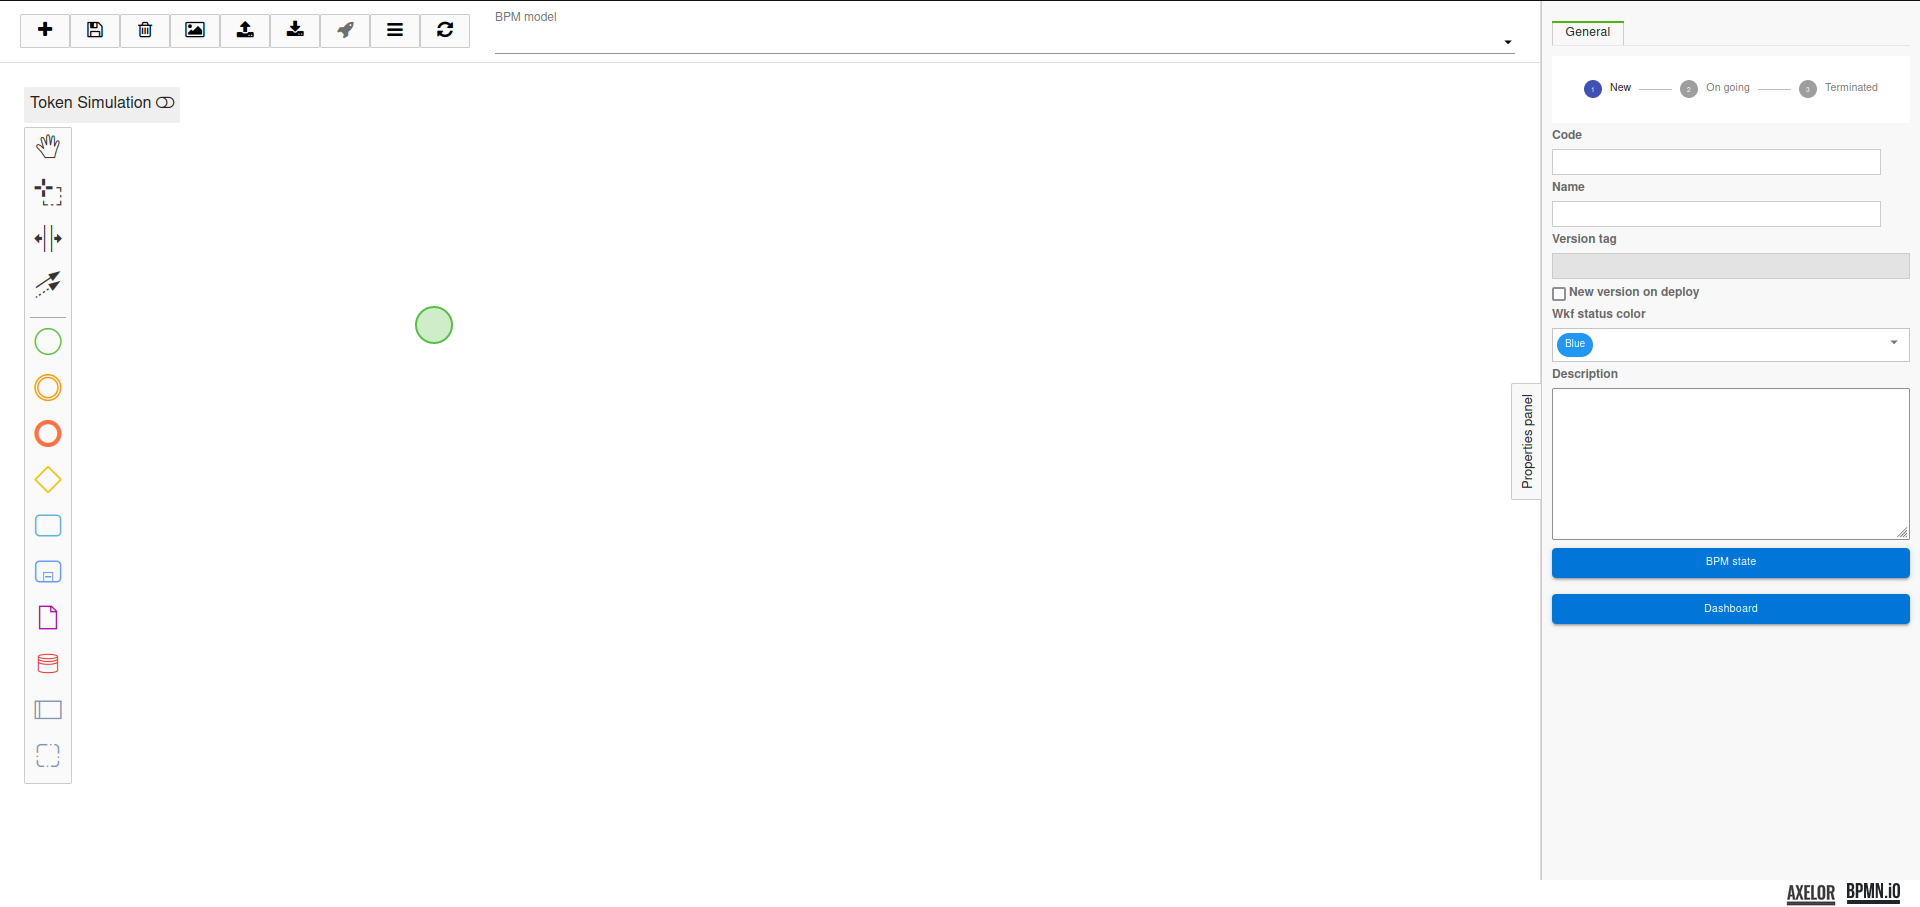 BPM model
General
Token Simulation
1 New
2 On going
3 Terminated
Code
Name
Version tag
New version on deploy
Wkf status color
Blue
Description
Properties panel
BPM state
Dashboard
AXELOR
BPMN.iO